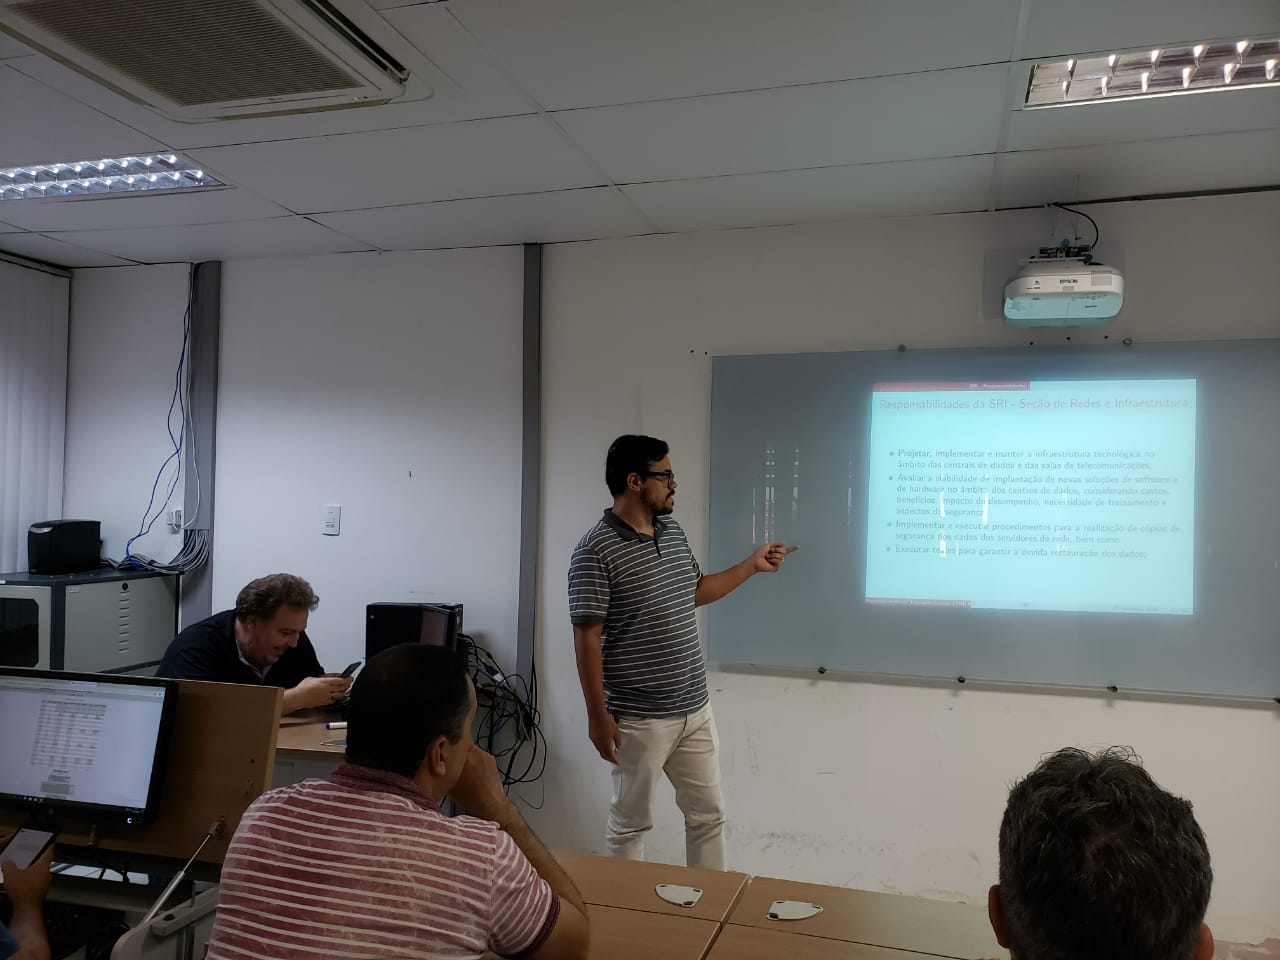 EPSON
SRI - Responsabilidades
Responsabilidades da SRI - Seção de Redes e Infraestrutura
Projetar, implementar e manter a infraestrutura tecnológica no
âmbito das centrais de dados e das salas de telecomunicações;
Avaliar a viabilidade de implantação de novas soluções de software e
de hardware no âmbito dos centros de dados, considerando custos,
benefícios, impacto do desempenho, necessidade de treinamento e
aspectos de segurança;
Implementar e executar procedimentos para a realização de cópias de
segurança dos dados dos servidores de rede, bem como
Executar testes para garantir a devida restauração dos dados;